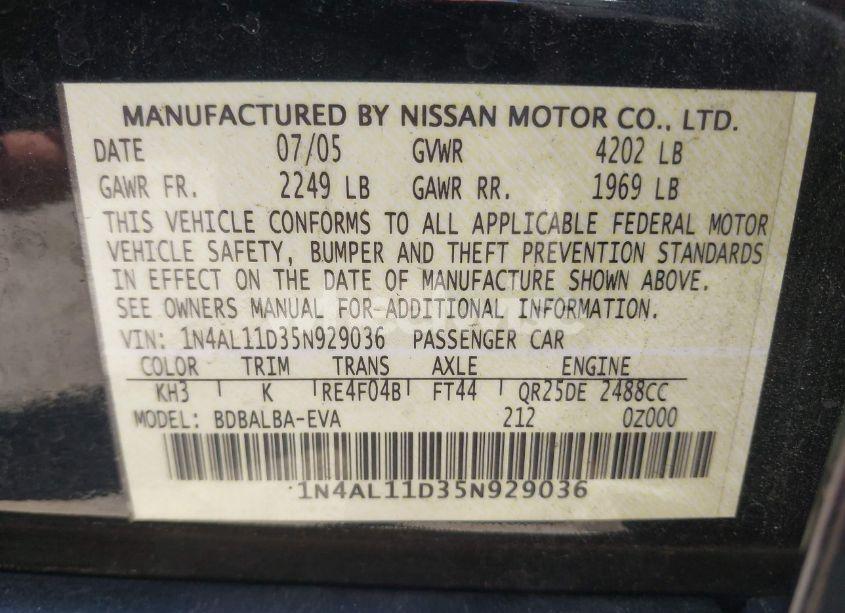 MANUFACTURED BY NISSAN MOTOR CO., LTD.
DATE 07/05 GVWR 4202 LB
GAWR FR. 2249 LB GAWR RR. 1969 LB
THIS VEHICLE CONFORMS TO ALL APPLICABLE FEDERAL MOTOR
VEHICLE SAFETY, BUMPER AND THEFT PREVENTION STANDARDS
IN EFFECT ON THE DATE OF MANUFACTURE SHOWN ABOVE.
SEE OWNERS MANUAL FOR ADDITIONAL INFORMATION.
VIN: 1N4AL11D35N929036 PASSENGER CAR
COLOR TRIM TRANS AXLE ENGINE
KH3 K RE4F04B FT44 QR25DE 2488CC
MODEL: BDBALBA-EVA 212 0Z000
1N4AL11D35N929036